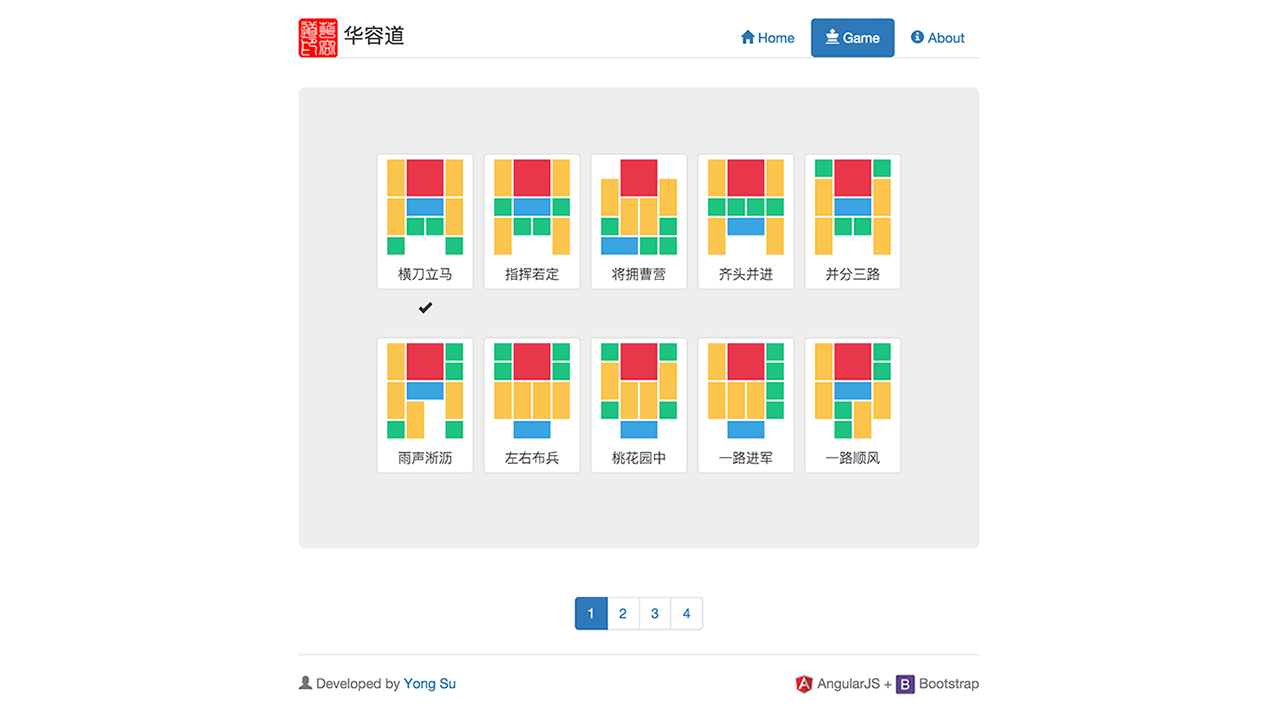 华容道
Home
Game
About
横刀立马
指挥若定
将拥曹营
齐头并进
并分三路
雨声淅沥
左右布兵
桃花园中
一路进军
一路顺风
1 2 3 4
Developed by Yong Su
AngularJS + B Bootstrap